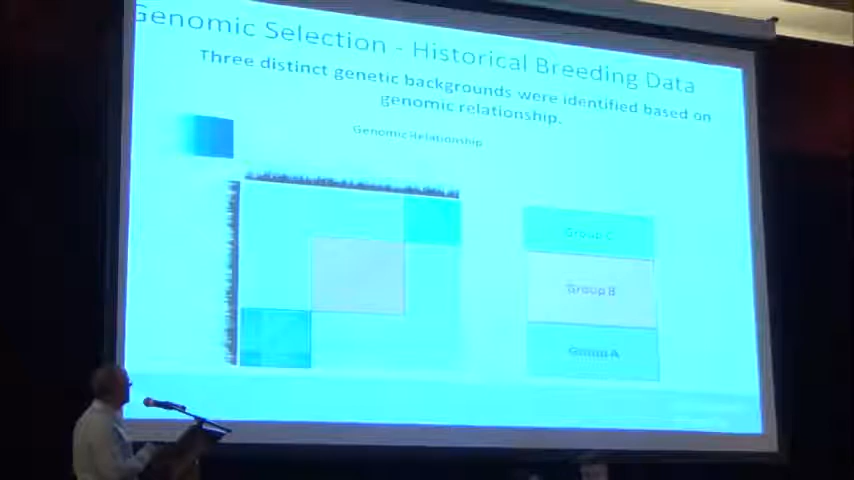 Genomic Selection - Historical Breeding Data
Three distinct genetic backgrounds were identified based on
genomic relationship.
Genomic Relationship
Group C
Group B
Group A